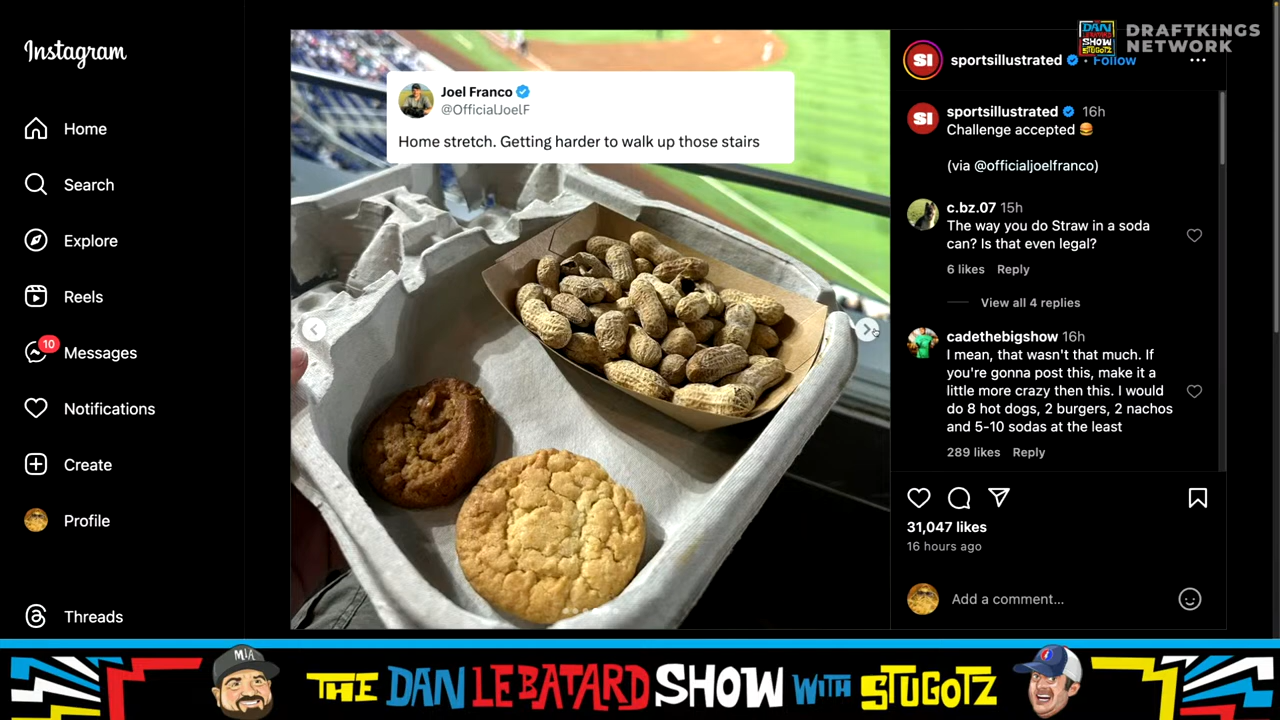 Instagram
Home
Search
Explore
Reels
10
Messages
Notifications
Create
Profile
Threads
Joel Franco
@OfficialJoelF
Home stretch. Getting harder to walk up those stairs
DAN LE BATARD SHOW STUGOTZ
DRAFTKINGS
NETWORK
SI
sportsillustrated • Follow
SI
sportsillustrated 16h
Challenge accepted 🍔
(via @officialjoelfranco)
c.bz.07 15h
The way you do Straw in a soda
can? Is that even legal?
6 likes Reply
View all 4 replies
cadethebigshow 16h
I mean, that wasn't that much. If
you're gonna post this, make it a
little more crazy then this. I would
do 8 hot dogs, 2 burgers, 2 nachos
and 5-10 sodas at the least
289 likes Reply
31,047 likes
16 hours ago
Add a comment...
MIA
THE DAN LE BATARD SHOW WITH STUGOTZ